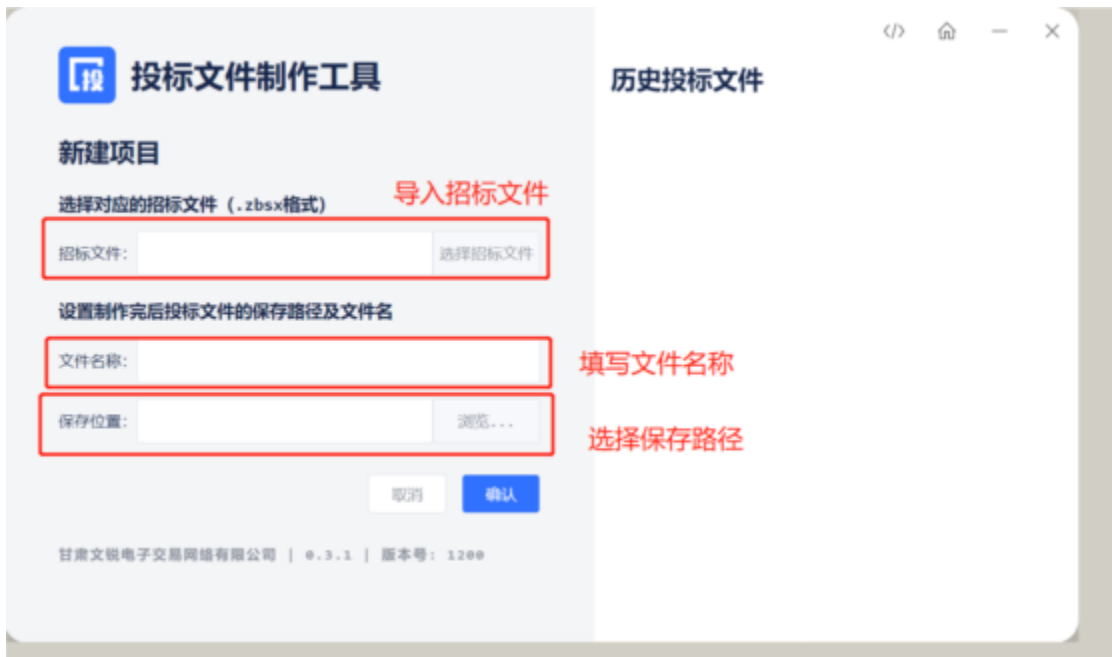 投
投标文件制作工具
新建项目
选择对应的招标文件（.zbsx格式）
导入招标文件
招标文件：
选择招标文件
设置制作完后投标文件的保存路径及文件名
文件名称：
填写文件名称
保存位置：
浏览...
选择保存路径
取消
确认
甘肃文锐电子交易网络有限公司 | 0.3.1 | 版本号：1200
</>
历史投标文件